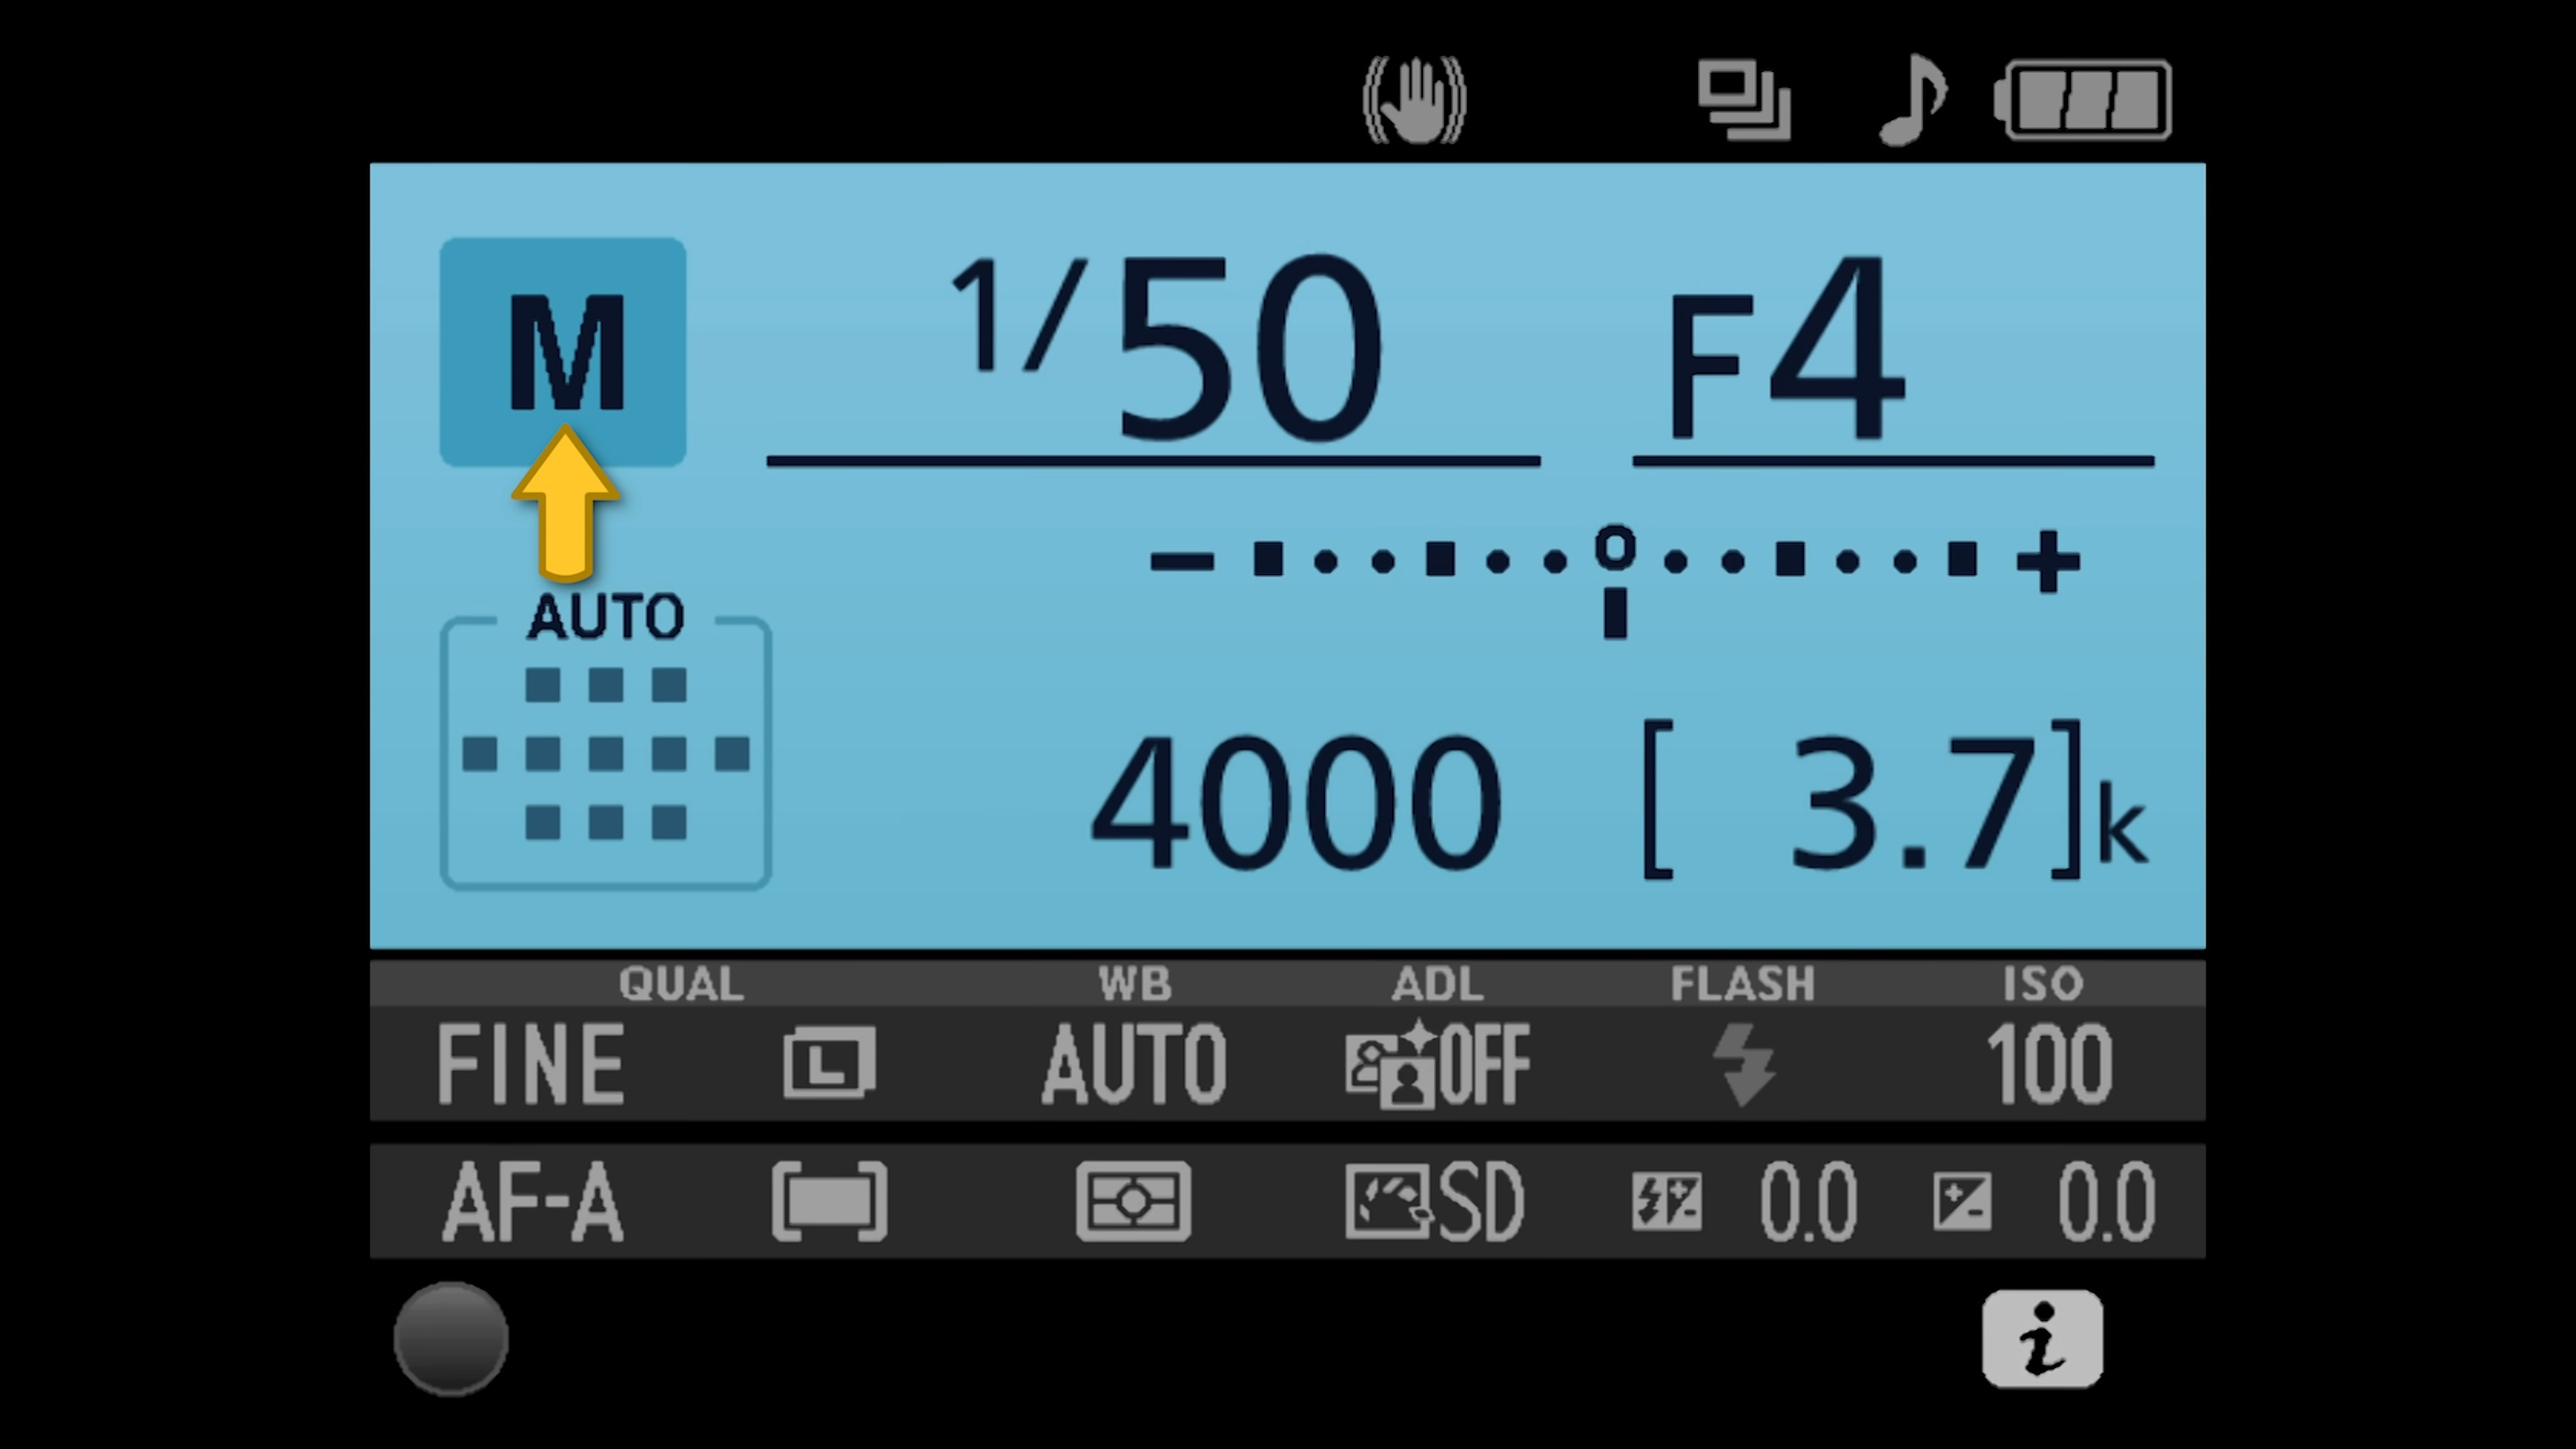 M 1/50 F4
AUTO
− 0 +
4000 [ 3.7]k
QUAL WB ADL FLASH ISO
FINE L AUTO OFF 100
AF-A SD 0.0 0.0
i